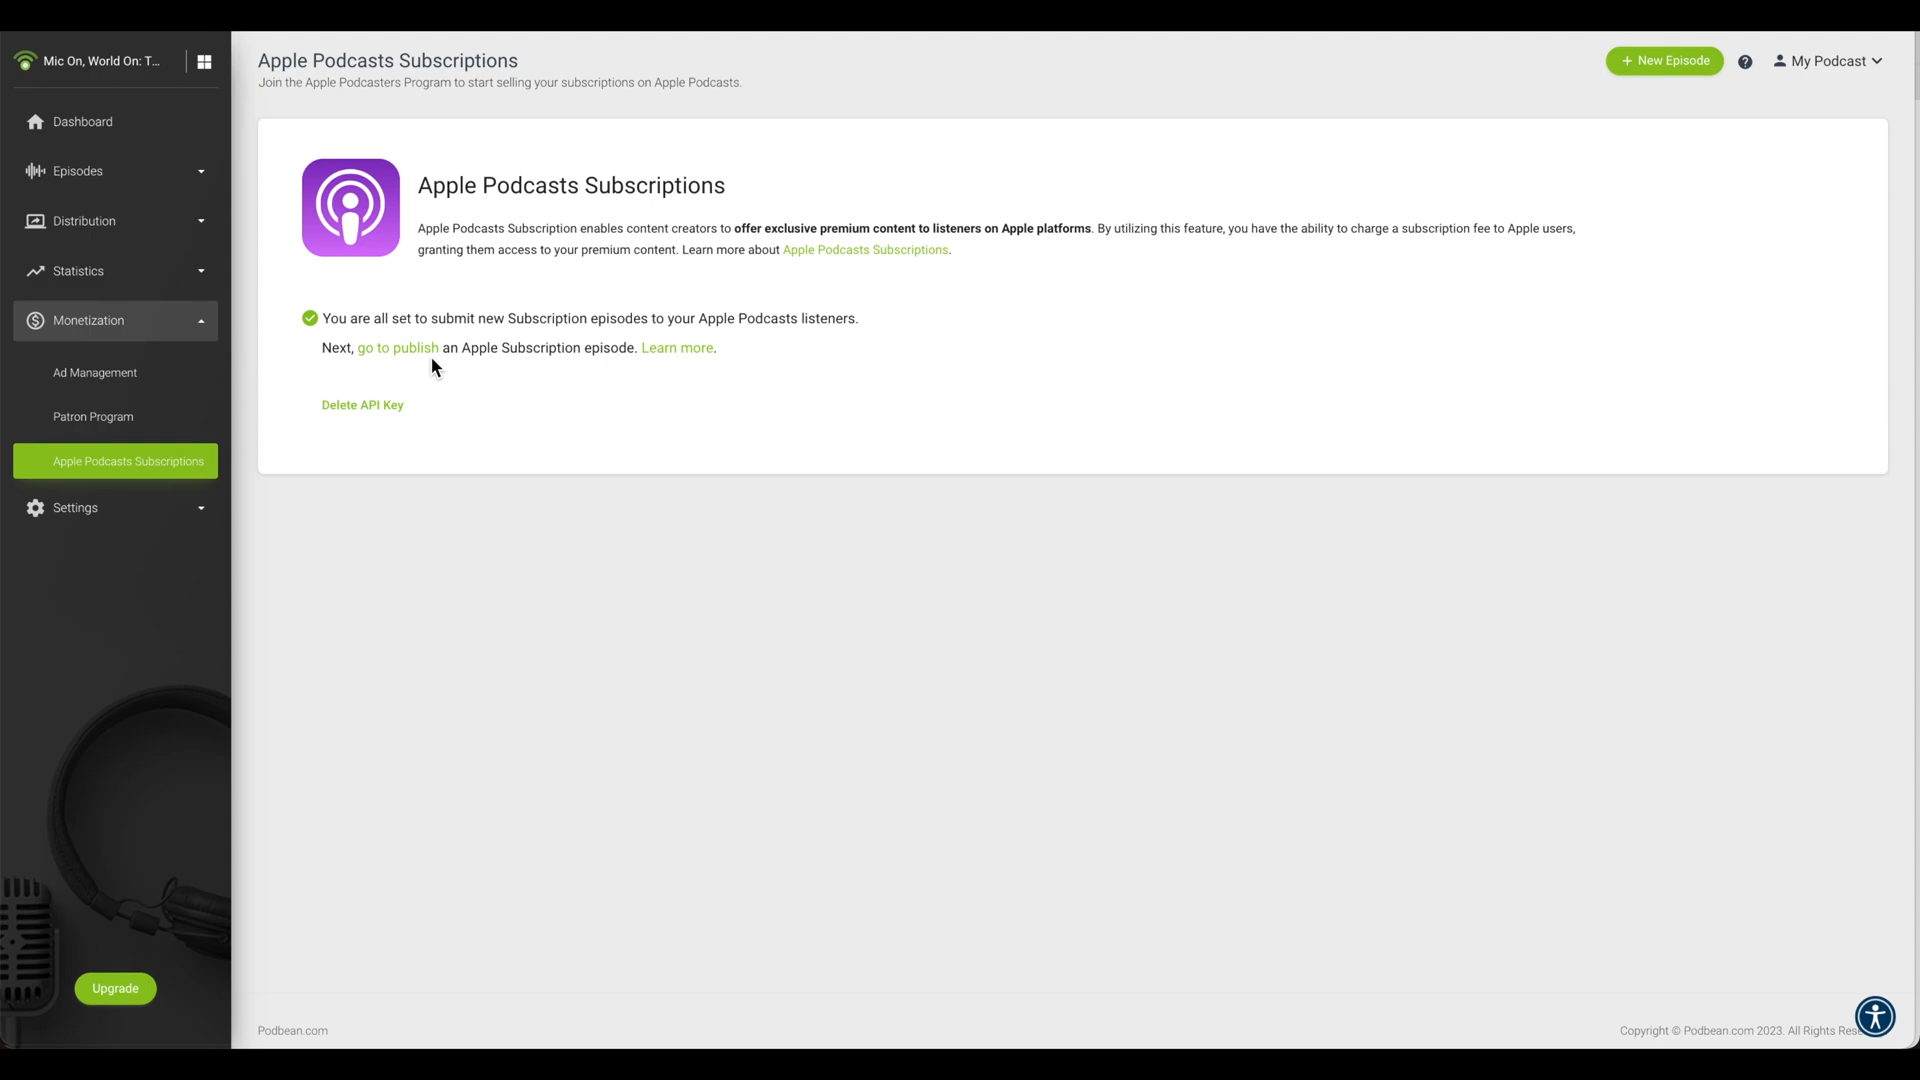 Mic On, World On: T...
Dashboard
Episodes
Distribution
Statistics
Monetization
Ad Management
Patron Program
Apple Podcasts Subscriptions
Settings
Upgrade
Apple Podcasts Subscriptions
Join the Apple Podcasters Program to start selling your subscriptions on Apple Podcasts.
+ New Episode
?
My Podcast
Apple Podcasts Subscriptions
Apple Podcasts Subscription enables content creators to offer exclusive premium content to listeners on Apple platforms. By utilizing this feature, you have the ability to charge a subscription fee to Apple users,
granting them access to your premium content. Learn more about Apple Podcasts Subscriptions.
You are all set to submit new Subscription episodes to your Apple Podcasts listeners.
Next, go to publish an Apple Subscription episode. Learn more.
Delete API Key
Podbean.com
Copyright © Podbean.com 2023. All Rights Rese